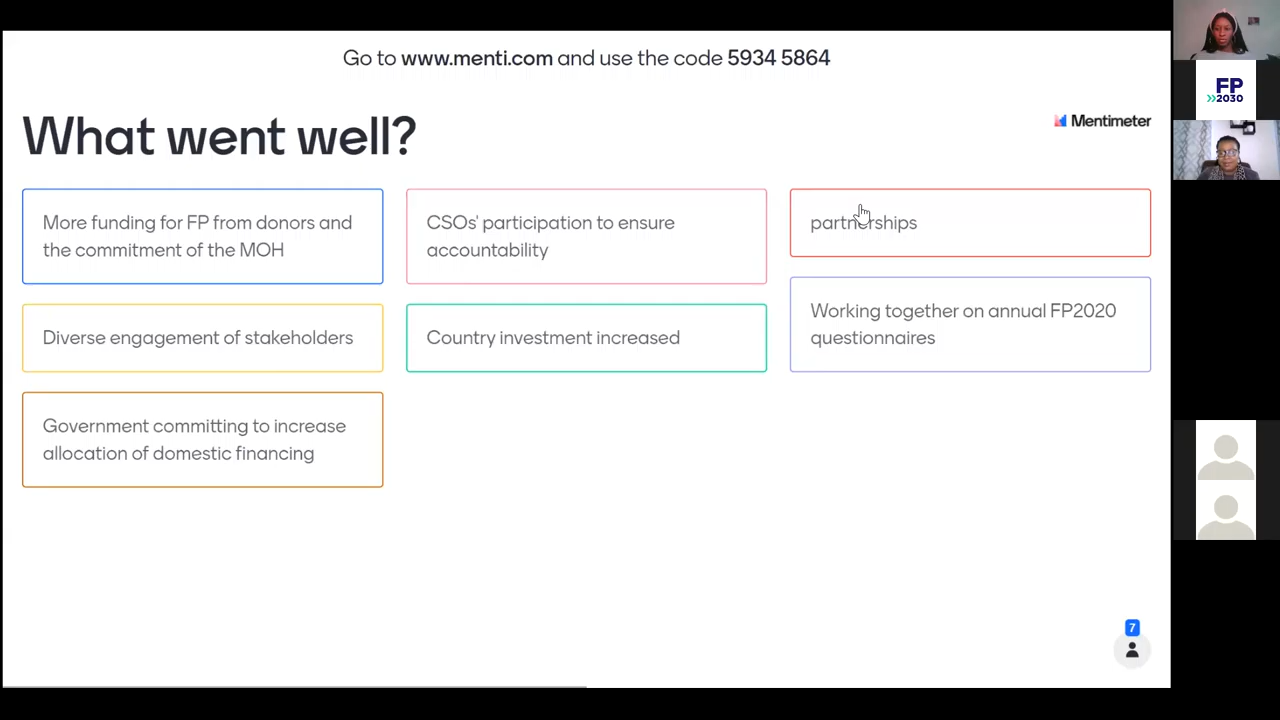 Go to www.menti.com and use the code 5934 5864
What went well?
Mentimeter
More funding for FP from donors and
the commitment of the MOH
CSOs' participation to ensure
accountability
partnerships
Diverse engagement of stakeholders
Country investment increased
Working together on annual FP2020
questionnaires
Government committing to increase
allocation of domestic financing
7
FP
2030